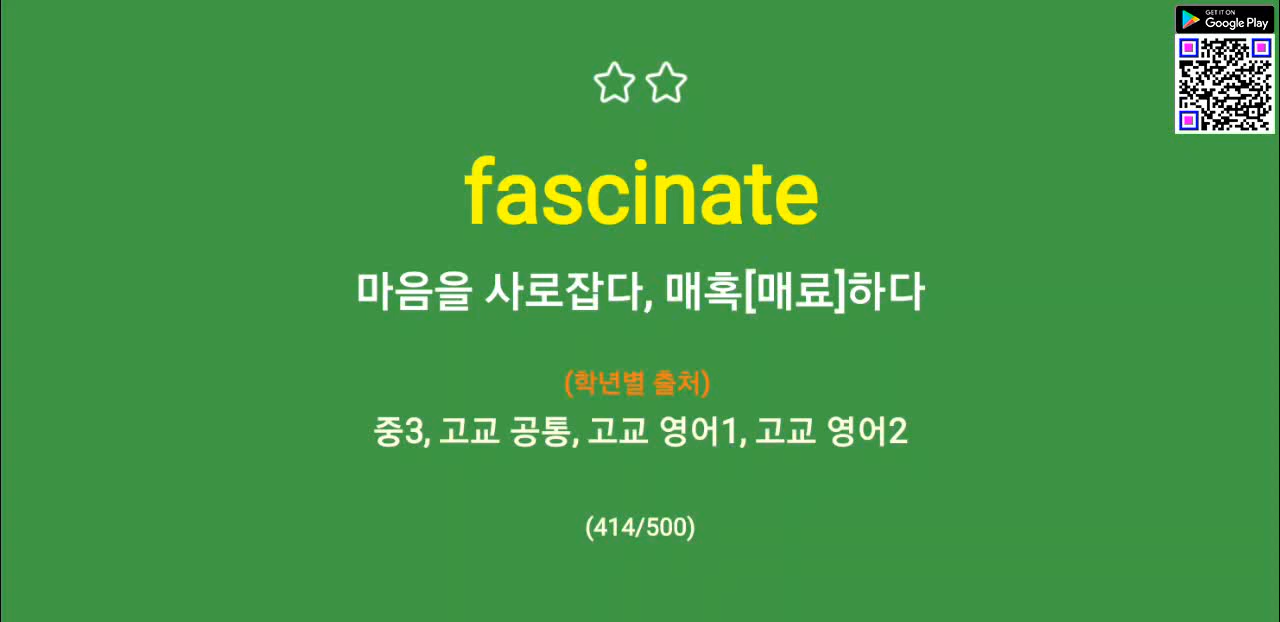 GET IT ON
Google Play
fascinate
마음을 사로잡다, 매혹[매료]하다
(학년별 출처)
중3, 고교 공통, 고교 영어1, 고교 영어2
(414/500)